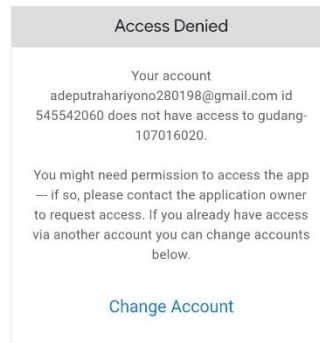 Access Denied
Your account
adeputrahariyono280198@gmail.com id
545542060 does not have access to gudang-
107016020.
You might need permission to access the app
--- if so, please contact the application owner
to request access. If you already have access
via another account you can change accounts
below.
Change Account